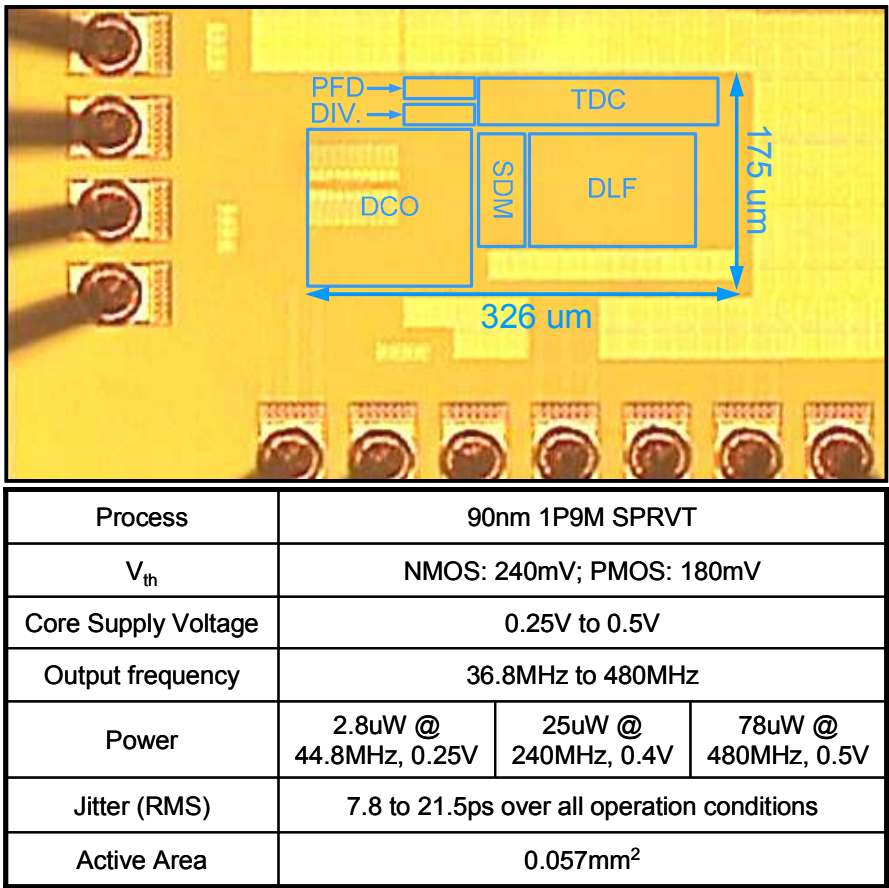 PFD
DIV.
TDC
DCO
SDM
DLF
175 um
326 um
Process
90nm 1P9M SPRVT
Vth
NMOS: 240mV; PMOS: 180mV
Core Supply Voltage
0.25V to 0.5V
Output frequency
36.8MHz to 480MHz
Power
2.8uW @
44.8MHz, 0.25V
25uW @
240MHz, 0.4V
78uW @
480MHz, 0.5V
Jitter (RMS)
7.8 to 21.5ps over all operation conditions
Active Area
0.057mm²